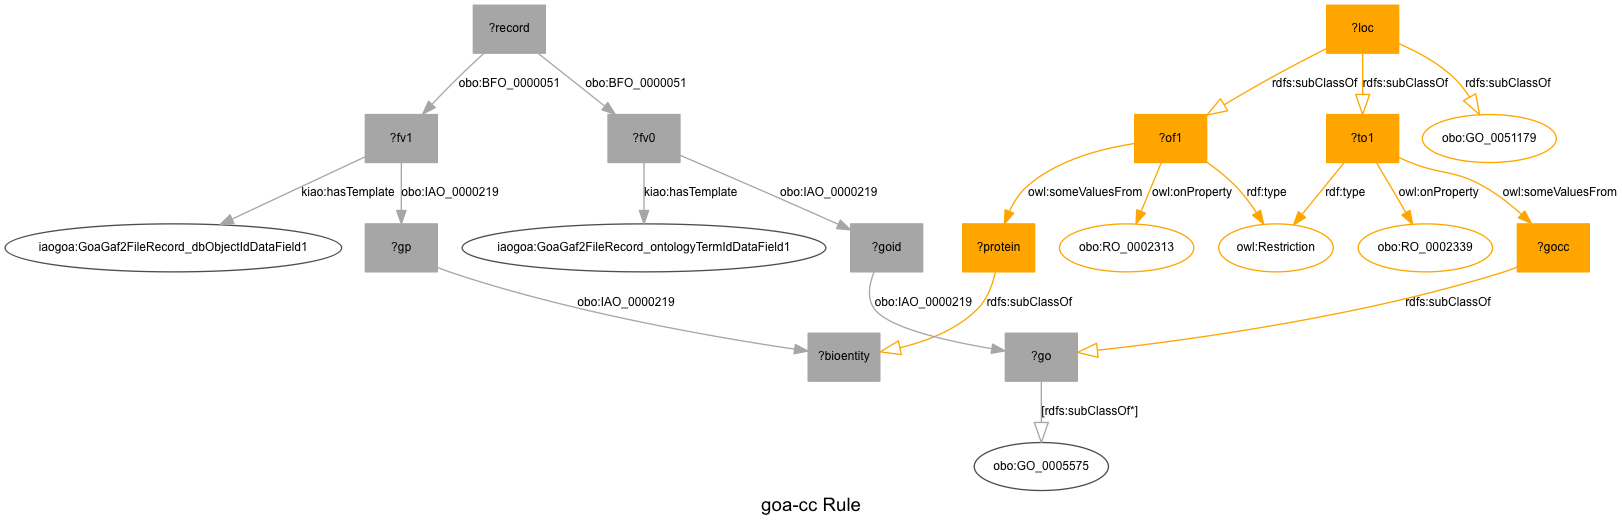 ?record
?loc
obo:BFO_0000051
obo:BFO_0000051
rdfs:subClassOf
rdfs:subClassOf
rdfs:subClassOf
?fv1
?fv0
?of1
?to1
obo:GO_0051179
kiao:hasTemplate
obo:IAO_0000219
kiao:hasTemplate
obo:IAO_0000219
owl:someValuesFrom
owl:onProperty
rdf:type
rdf:type
owl:onProperty
owl:someValuesFrom
iaogoa:GoaGaf2FileRecord_dbObjectIdDataField1
?gp
iaogoa:GoaGaf2FileRecord_ontologyTermIdDataField1
?goid
?protein
obo:RO_0002313
owl:Restriction
obo:RO_0002339
?gocc
obo:IAO_0000219
obo:IAO_0000219
rdfs:subClassOf
rdfs:subClassOf
?bioentity
?go
[rdfs:subClassOf*]
obo:GO_0005575
goa-cc Rule